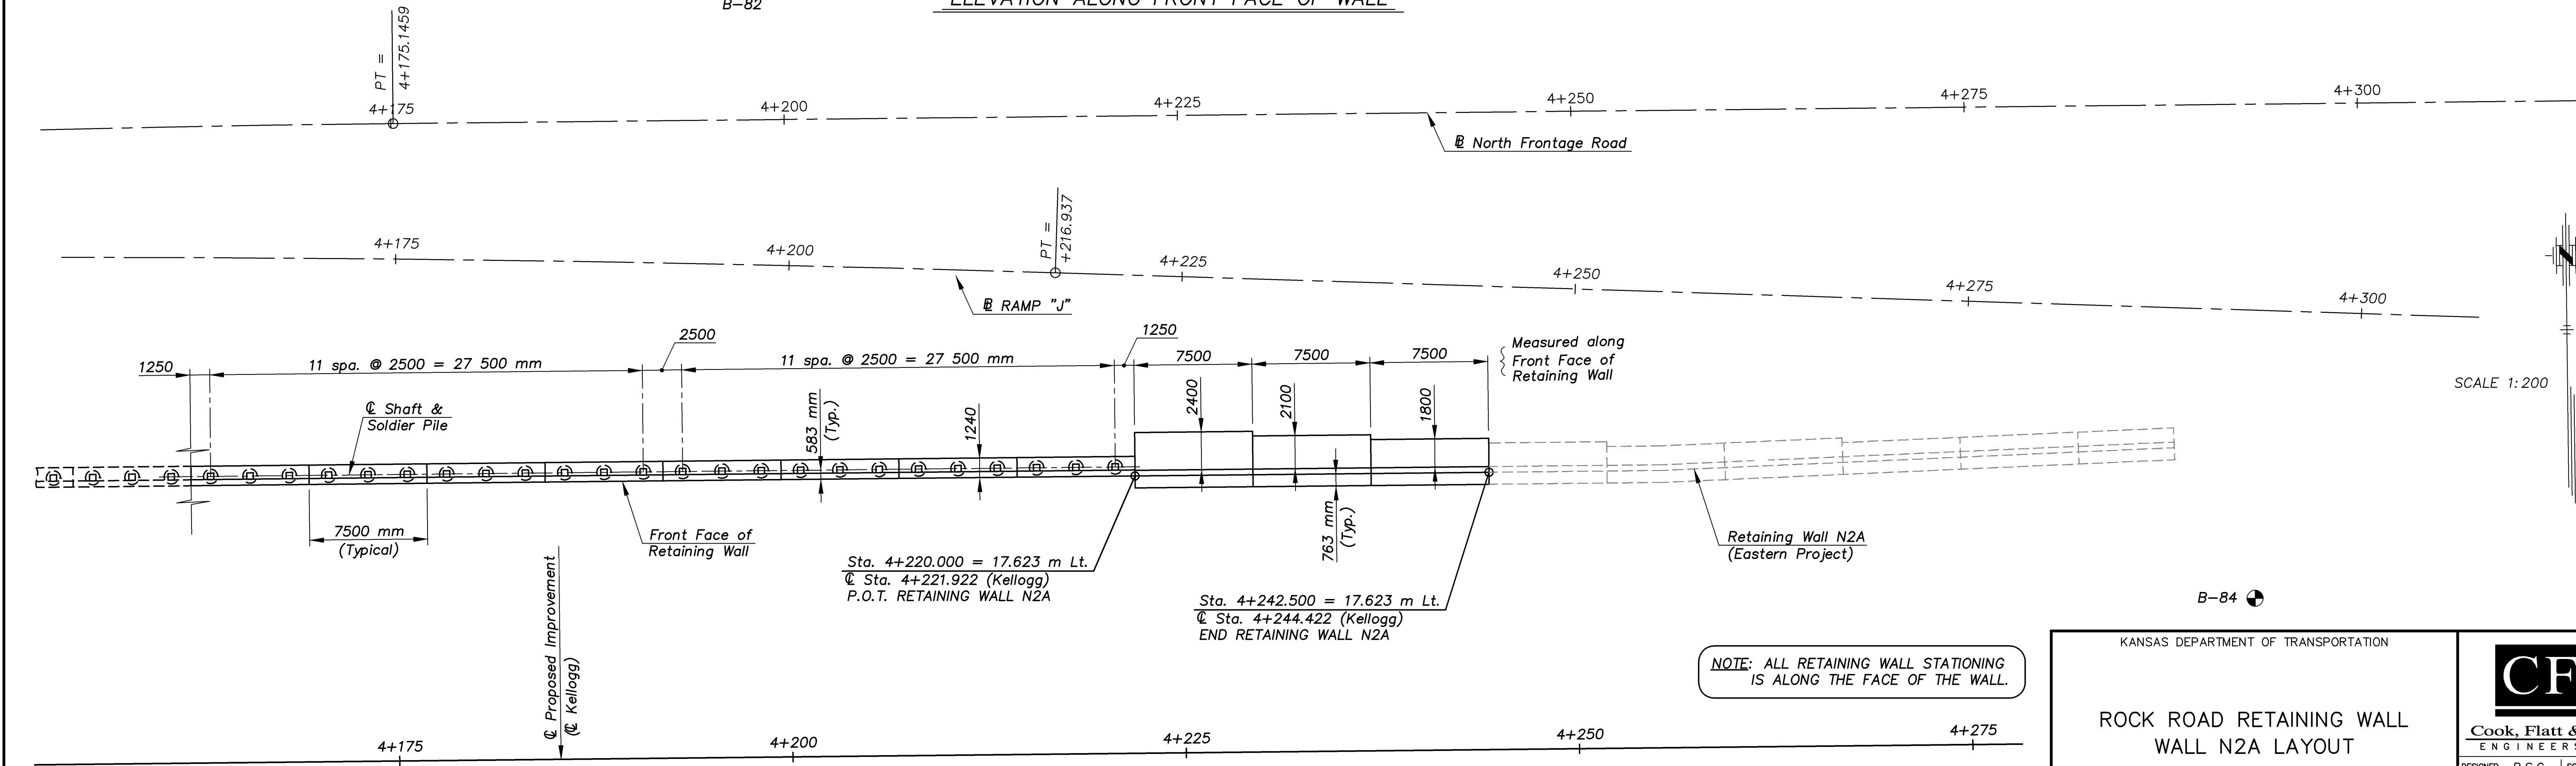 B-82
ELEVATION ALONG FRONT FACE OF WALL
PT =
4+175.1459
4+175
4+200
4+225
4+250
4+275
4+300
℄ North Frontage Road
PT =
+216.937
4+175
4+200
4+225
4+250
4+275
4+300
℄ RAMP "J"
1250
11 spa. @ 2500 = 27 500 mm
2500
11 spa. @ 2500 = 27 500 mm
1250
7500
7500
7500
Measured along
Front Face of
Retaining Wall
SCALE 1:200
℄ Shaft &
Soldier Pile
583 mm
(Typ.)
1240
2400
2100
1800
7500 mm
(Typical)
Front Face of
Retaining Wall
763 mm
(Typ.)
Retaining Wall N2A
(Eastern Project)
Sta. 4+220.000 = 17.623 m Lt.
℄ Sta. 4+221.922 (Kellogg)
P.O.T. RETAINING WALL N2A
Sta. 4+242.500 = 17.623 m Lt.
℄ Sta. 4+244.422 (Kellogg)
END RETAINING WALL N2A
B-84
℄ Proposed Improvement
(℄ Kellogg)
NOTE: ALL RETAINING WALL STATIONING
IS ALONG THE FACE OF THE WALL.
4+175
4+200
4+225
4+250
4+275
KANSAS DEPARTMENT OF TRANSPORTATION
ROCK ROAD RETAINING WALL
WALL N2A LAYOUT
CF
Cook, Flatt &
ENGINEERS